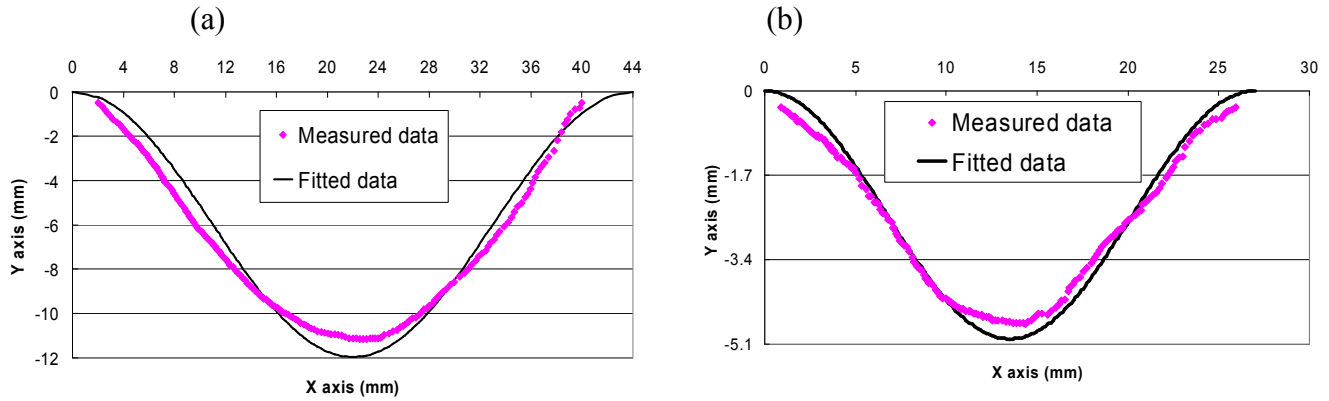 (a)
0 4 8 12 16 20 24 28 32 36 40 44
0
-2
-4
-6
-8
-10
-12
Y axis (mm)
Measured data
Fitted data
X axis (mm)
(b)
0 5 10 15 20 25 30
0
-1.7
-3.4
-5.1
Y axis (mm)
Measured data
Fitted data
X axis (mm)